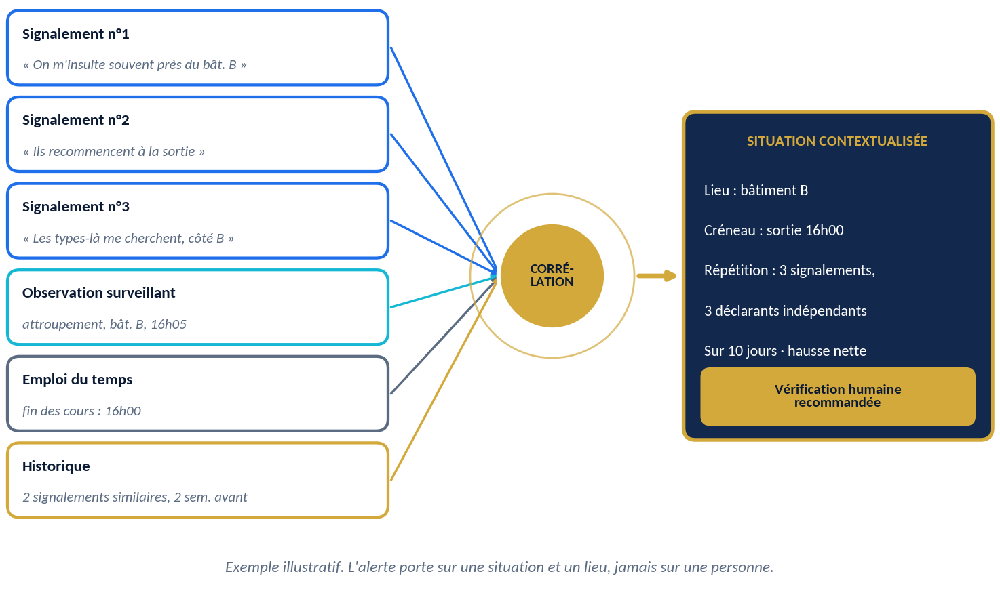 Signalement n°1
« On m'insulte souvent près du bât. B »
Signalement n°2
« Ils recommencent à la sortie »
Signalement n°3
« Les types-là me cherchent, côté B »
Observation surveillant
attroupement, bât. B, 16h05
Emploi du temps
fin des cours : 16h00
Historique
2 signalements similaires, 2 sem. avant
CORRÉ-
LATION
SITUATION CONTEXTUALISÉE
Lieu : bâtiment B
Créneau : sortie 16h00
Répétition : 3 signalements,
3 déclarants indépendants
Sur 10 jours · hausse nette
Vérification humaine
recommandée
Exemple illustratif. L'alerte porte sur une situation et un lieu, jamais sur une personne.